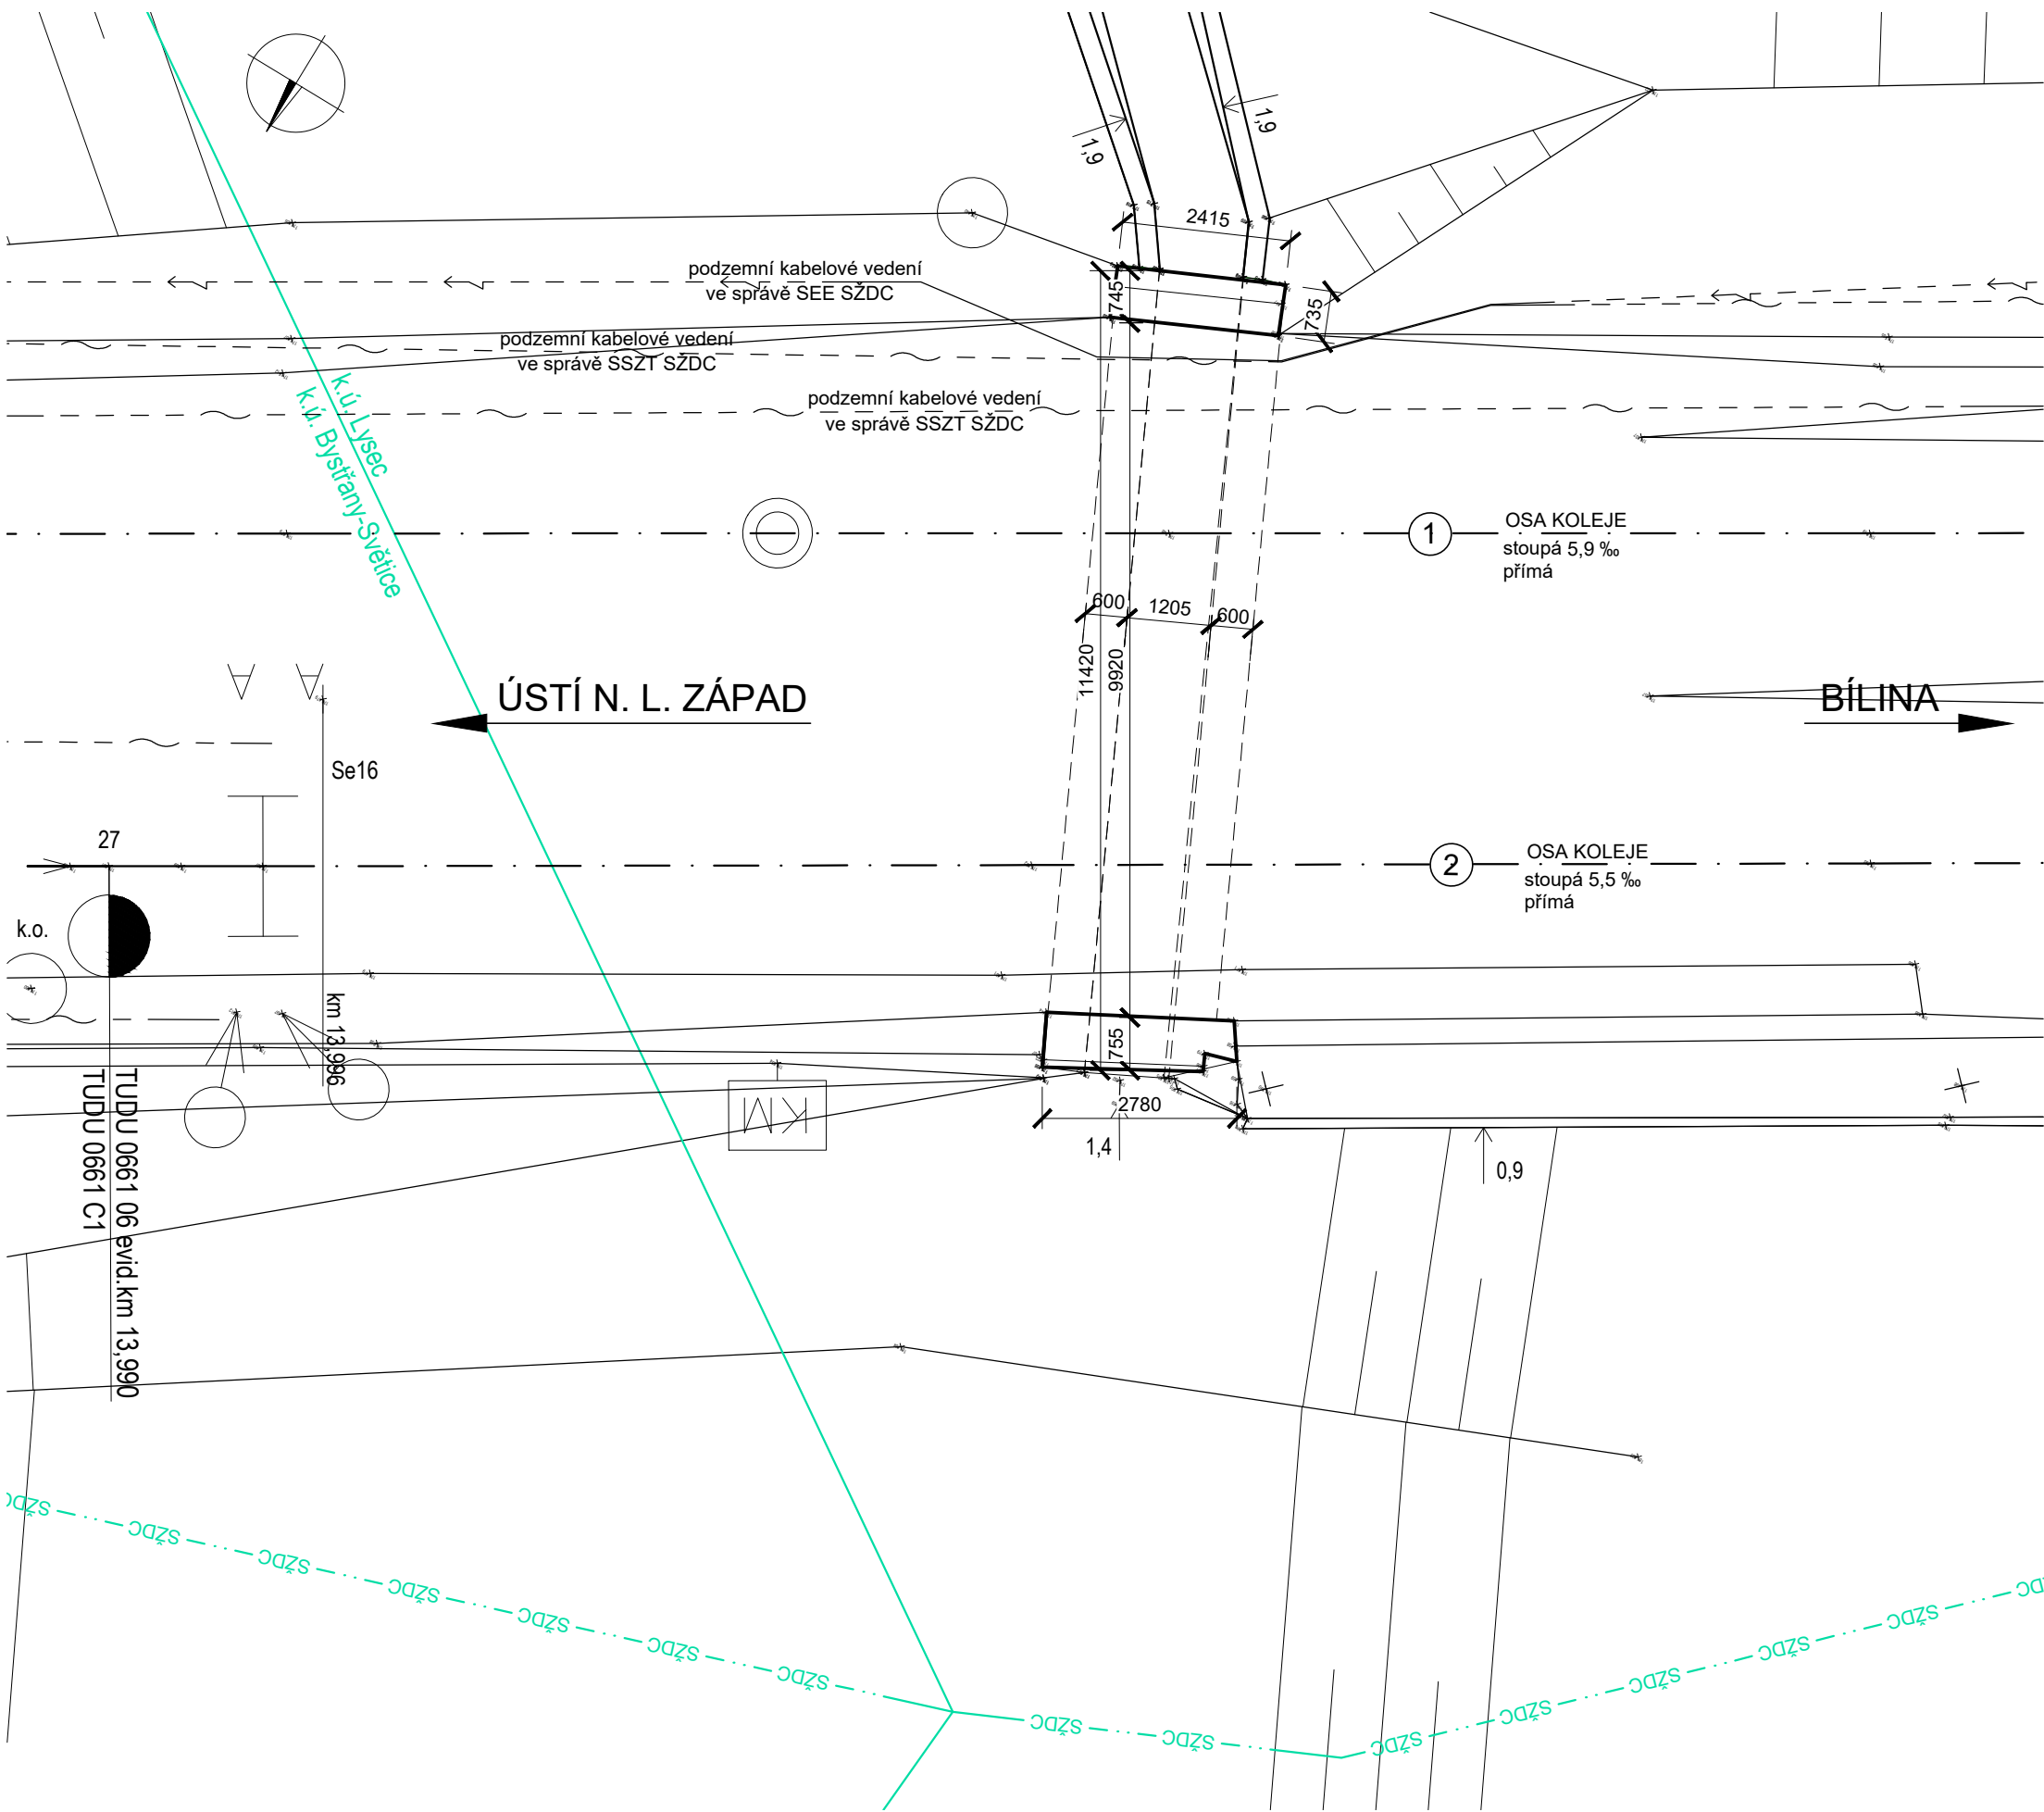 1,9
1,9
2415
podzemní kabelové vedení
ve správě SEE SŽDC
745
735
podzemní kabelové vedení
ve správě SSZT SŽDC
k.ú. Lysec
k.ú. Bystřany-Světice
podzemní kabelové vedení
ve správě SSZT SŽDC
1
OSA KOLEJE
stoupá 5,9 ‰
přímá
600
1205
600
11420
9920
ÚSTÍ N. L. ZÁPAD
BÍLINA
Se16
27
2
OSA KOLEJE
stoupá 5,5 ‰
přímá
k.o.
km 13,996
755
TUDU 0661 06 evid.km 13,990
TUDU 0661 C1
KM
2780
1,4
0,9
SŽDC
SŽDC
SŽDC
SŽDC
SŽDC
SŽDC
SŽDC
SŽDC
SŽDC
SŽDC
SŽDC
SŽDC
SŽDC
SŽDC